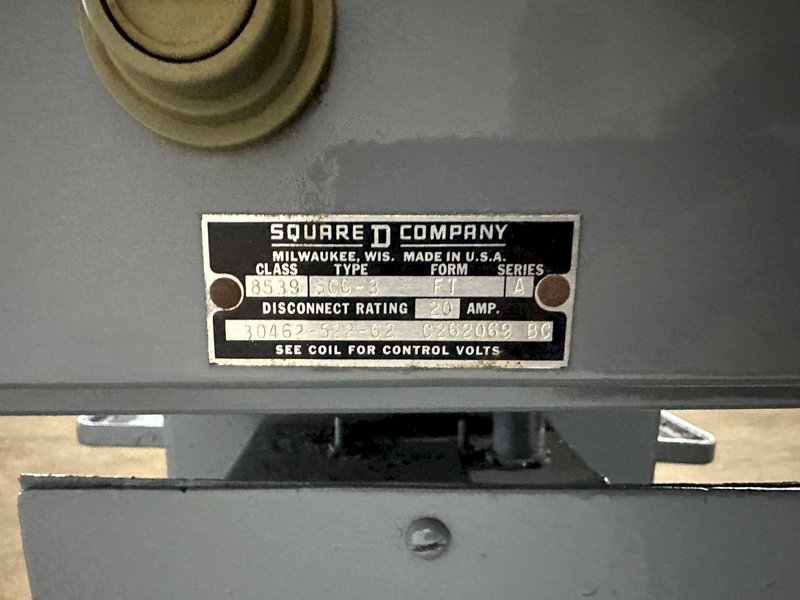 SQUARE D COMPANY
MILWAUKEE, WIS. MADE IN U.S.A.
CLASS TYPE FORM SERIES
8539 SCG-3 FT A
DISCONNECT RATING 20 AMP.
30462-522-62 C262069 BC
SEE COIL FOR CONTROL VOLTS